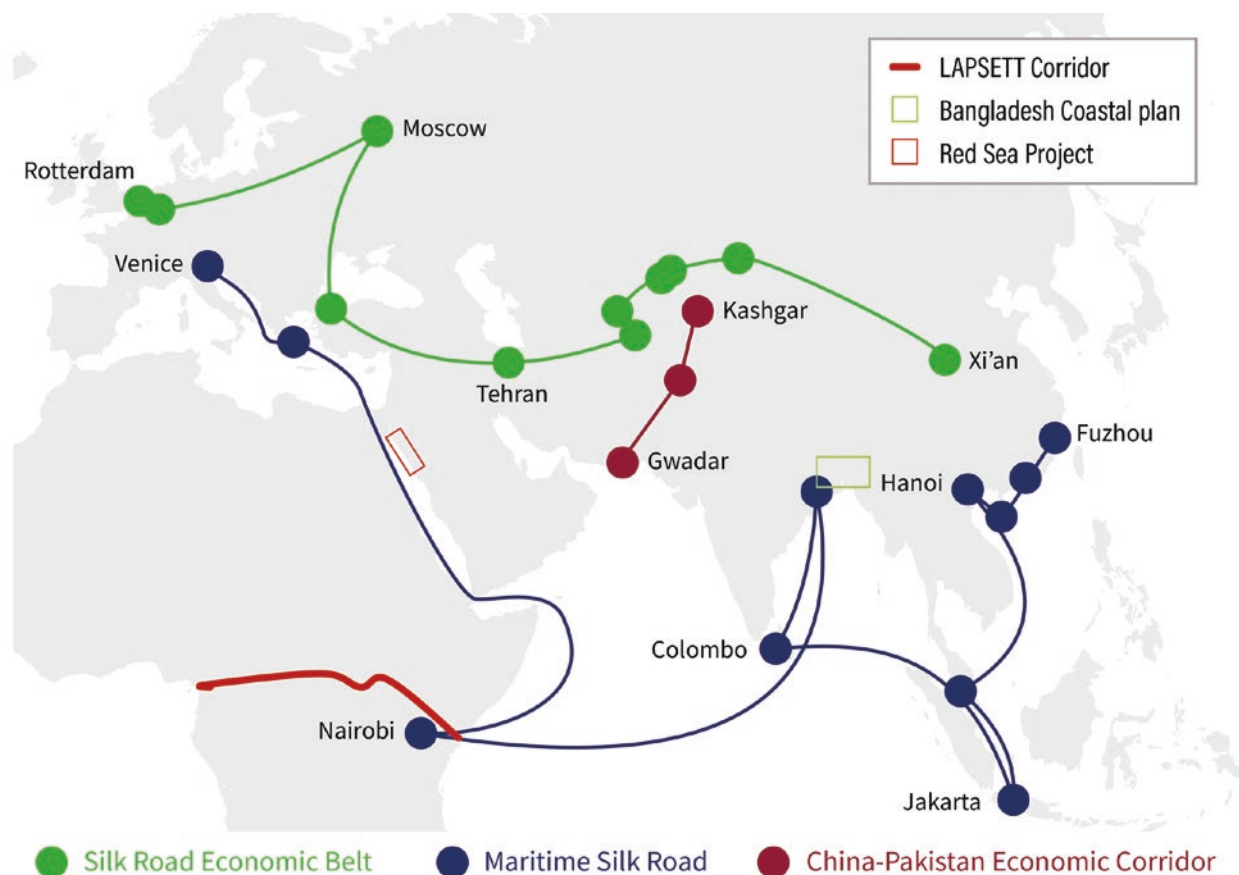 LAPSETT Corridor
Bangladesh Coastal plan
Red Sea Project
Moscow
Rotterdam
Venice
Kashgar
Xi'an
Tehran
Fuzhou
Gwadar
Hanoi
Colombo
Nairobi
Jakarta
Silk Road Economic Belt
Maritime Silk Road
China-Pakistan Economic Corridor